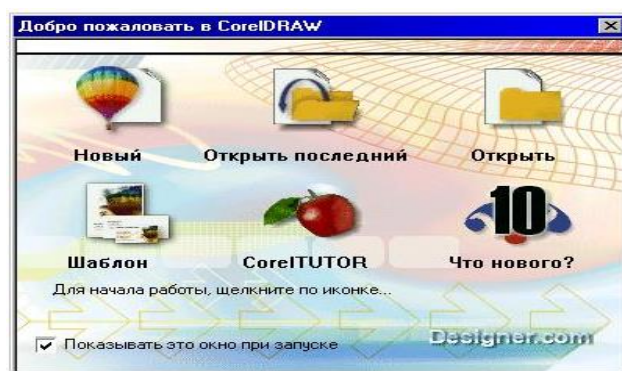 Добро пожаловать в CorelDRAW
Новый Открыть последний Открыть
10
Шаблон CorelTUTOR Что нового?
Для начала работы, щелкните по иконке...
Показывать это окно при запуске
Designer.com